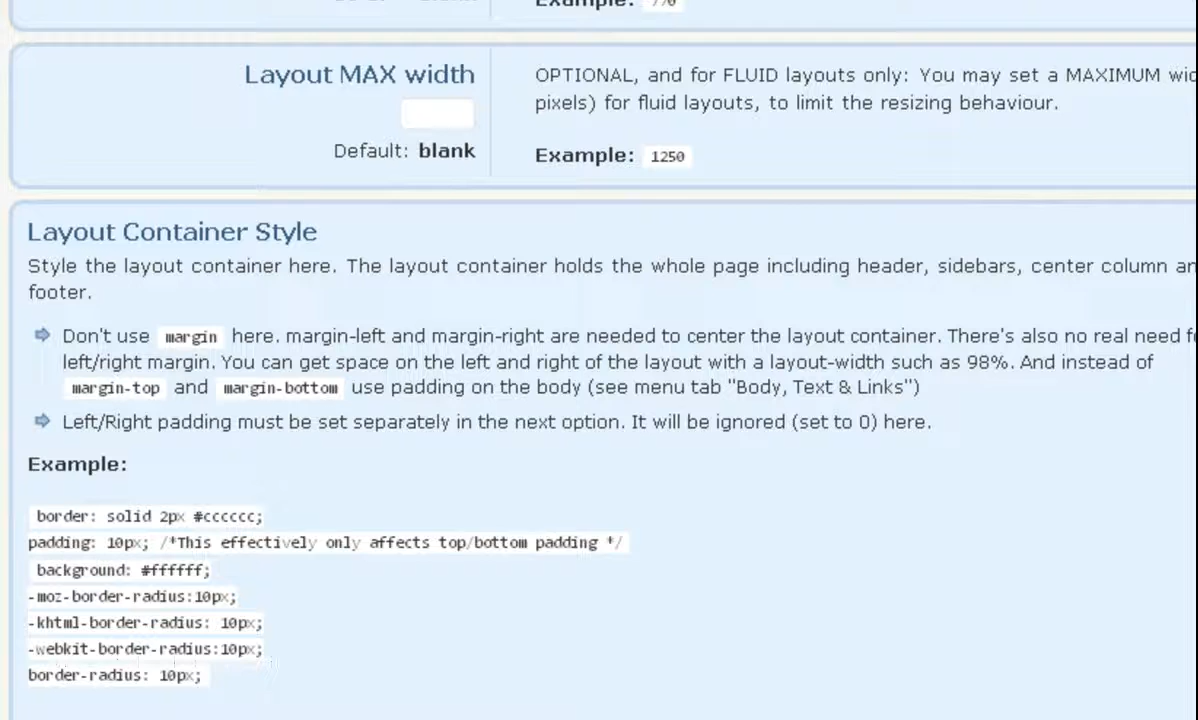 Example: 770
Layout MAX width
OPTIONAL, and for FLUID layouts only: You may set a MAXIMUM
pixels) for fluid layouts, to limit the resizing behaviour.
Default: blank
Example: 1250
Layout Container Style
Style the layout container here. The layout container holds the whole page including header, sidebars, center column
footer.
Don't use margin here. margin-left and margin-right are needed to center the layout container. There's also no real need
left/right margin. You can get space on the left and right of the layout with a layout-width such as 98%. And instead of
margin-top and margin-bottom use padding on the body (see menu tab "Body, Text & Links")
Left/Right padding must be set separately in the next option. It will be ignored (set to 0) here.
Example:
border: solid 2px #cccccc;
padding: 10px; /*This effectively only affects top/bottom padding */
background: #ffffff;
-moz-border-radius:10px;
-khtml-border-radius: 10px;
-webkit-border-radius:10px;
border-radius: 10px;